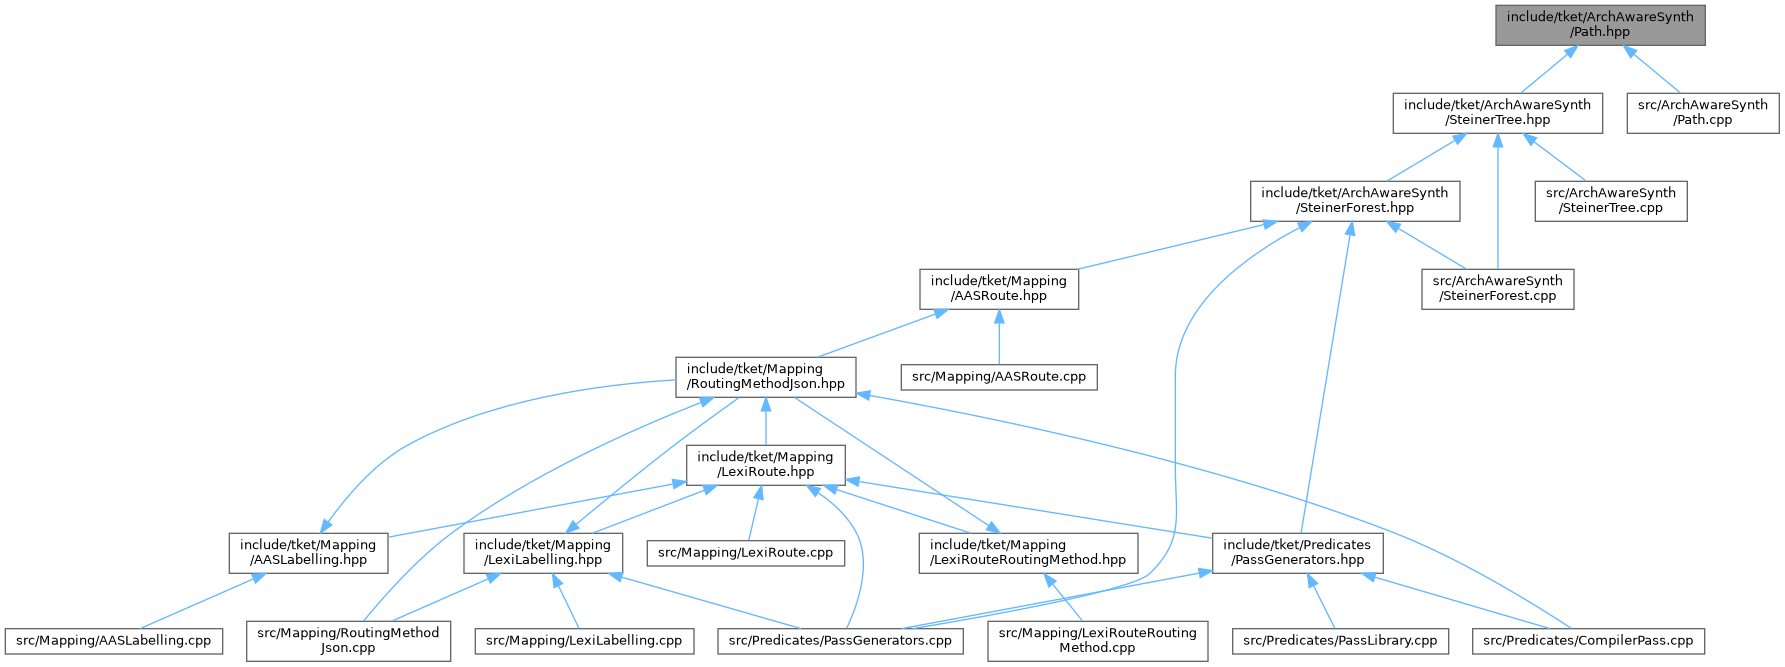 include/tket/ArchAwareSynth
/Path.hpp
include/tket/ArchAwareSynth
/SteinerTree.hpp
src/ArchAwareSynth
/Path.cpp
include/tket/ArchAwareSynth
/SteinerForest.hpp
src/ArchAwareSynth
/SteinerTree.cpp
include/tket/Mapping
/AASRoute.hpp
src/ArchAwareSynth
/SteinerForest.cpp
include/tket/Mapping
/RoutingMethodJson.hpp
src/Mapping/AASRoute.cpp
include/tket/Mapping
/LexiRoute.hpp
include/tket/Mapping
/AASLabelling.hpp
include/tket/Mapping
/LexiLabelling.hpp
src/Mapping/LexiRoute.cpp
include/tket/Mapping
/LexiRouteRoutingMethod.hpp
include/tket/Predicates
/PassGenerators.hpp
src/Mapping/AASLabelling.cpp
src/Mapping/RoutingMethod
Json.cpp
src/Mapping/LexiLabelling.cpp
src/Predicates/PassGenerators.cpp
src/Mapping/LexiRouteRouting
Method.cpp
src/Predicates/PassLibrary.cpp
src/Predicates/CompilerPass.cpp